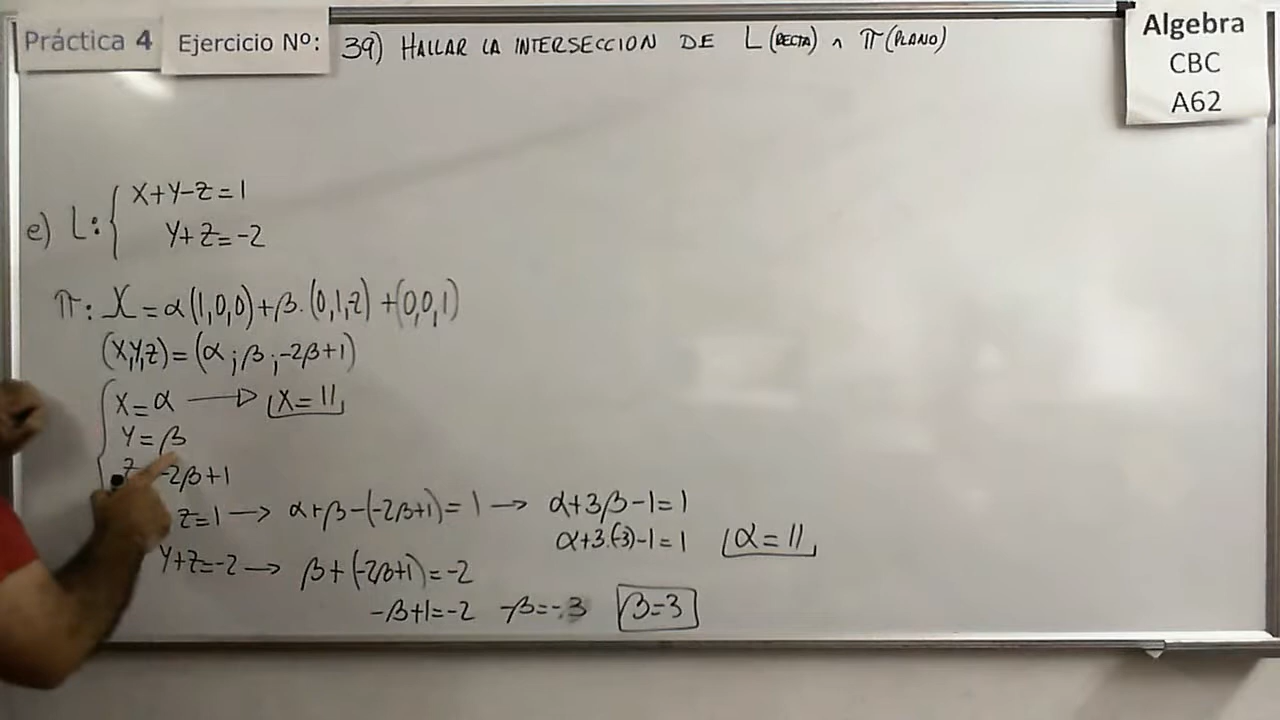 Práctica 4 Ejercicio Nº: 39) HALLAR LA INTERSECCION DE L (RECTA) ∩ π (PLANO)
Algebra
CBC
A62
e) L: { X+Y-Z=1
Y+Z=-2
π: X=α(1,0,0)+β.(0,1,-2)+(0,0,1)
(X,Y,Z)=(α;β;-2β+1)
X=α → X=11
Y=β
Z -2β+1
Z=1 → α+β-(-2β+1)=1 → α+3β-1=1
α+3.(-3)-1=1 α=11
Y+Z=-2 → β+(-2β+1)=-2
-β+1=-2 -β=-3 β=3